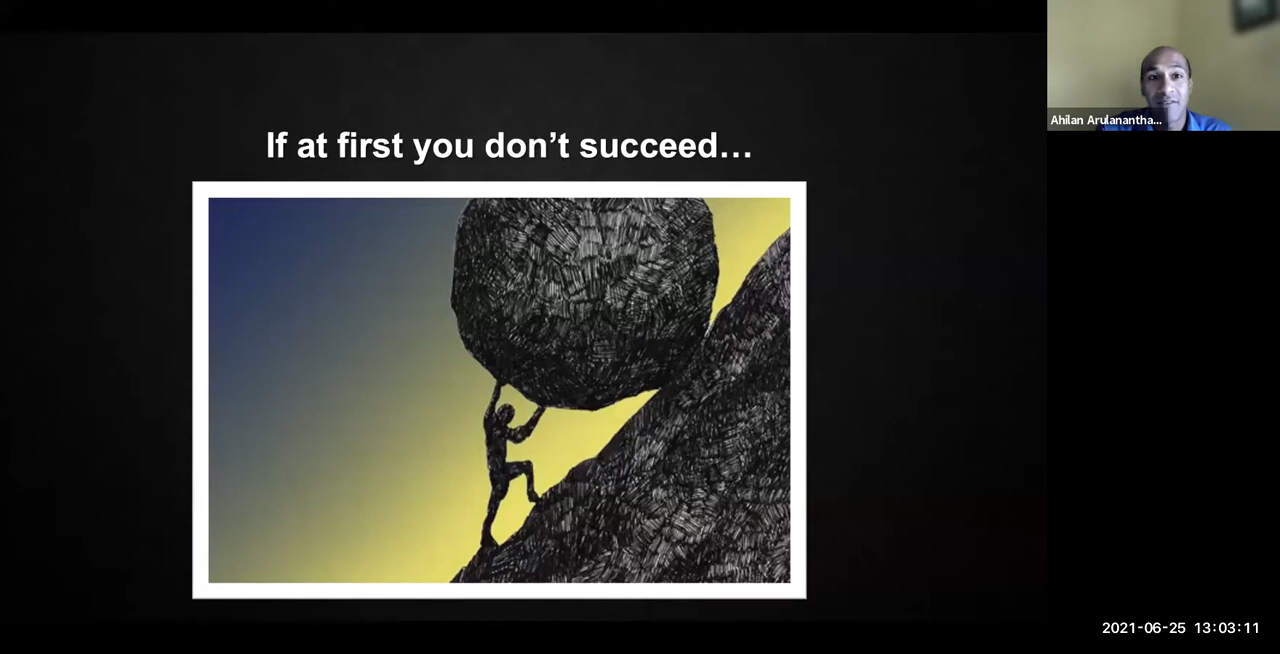 If at first you don’t succeed…
Ahilan Arulanantha...
2021-06-25 13:03:11